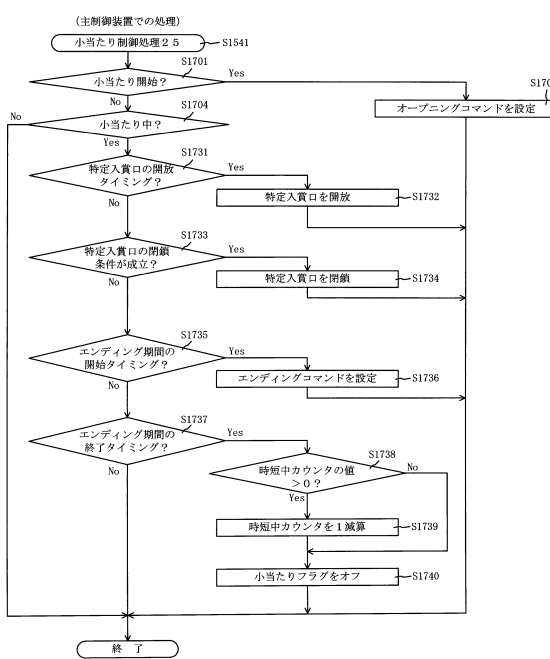 (主制御装置での処理)
小当たり制御処理25
S1541
S1701
小当たり開始?
Yes
No
オープニングコマンドを設定
S1704
No
小当たり中?
Yes
S1731
特定入賞口の開放
タイミング?
Yes
No
特定入賞口を開放
S1732
S1733
特定入賞口の閉鎖
条件が成立?
Yes
No
特定入賞口を閉鎖
S1734
S1735
エンディング期間の
開始タイミング?
Yes
No
エンディングコマンドを設定
S1736
S1737
エンディング期間の
終了タイミング?
Yes
No
S1738
時短中カウンタの値
>0?
No
Yes
時短中カウンタを1減算
S1739
小当たりフラグをオフ
S1740
終 了